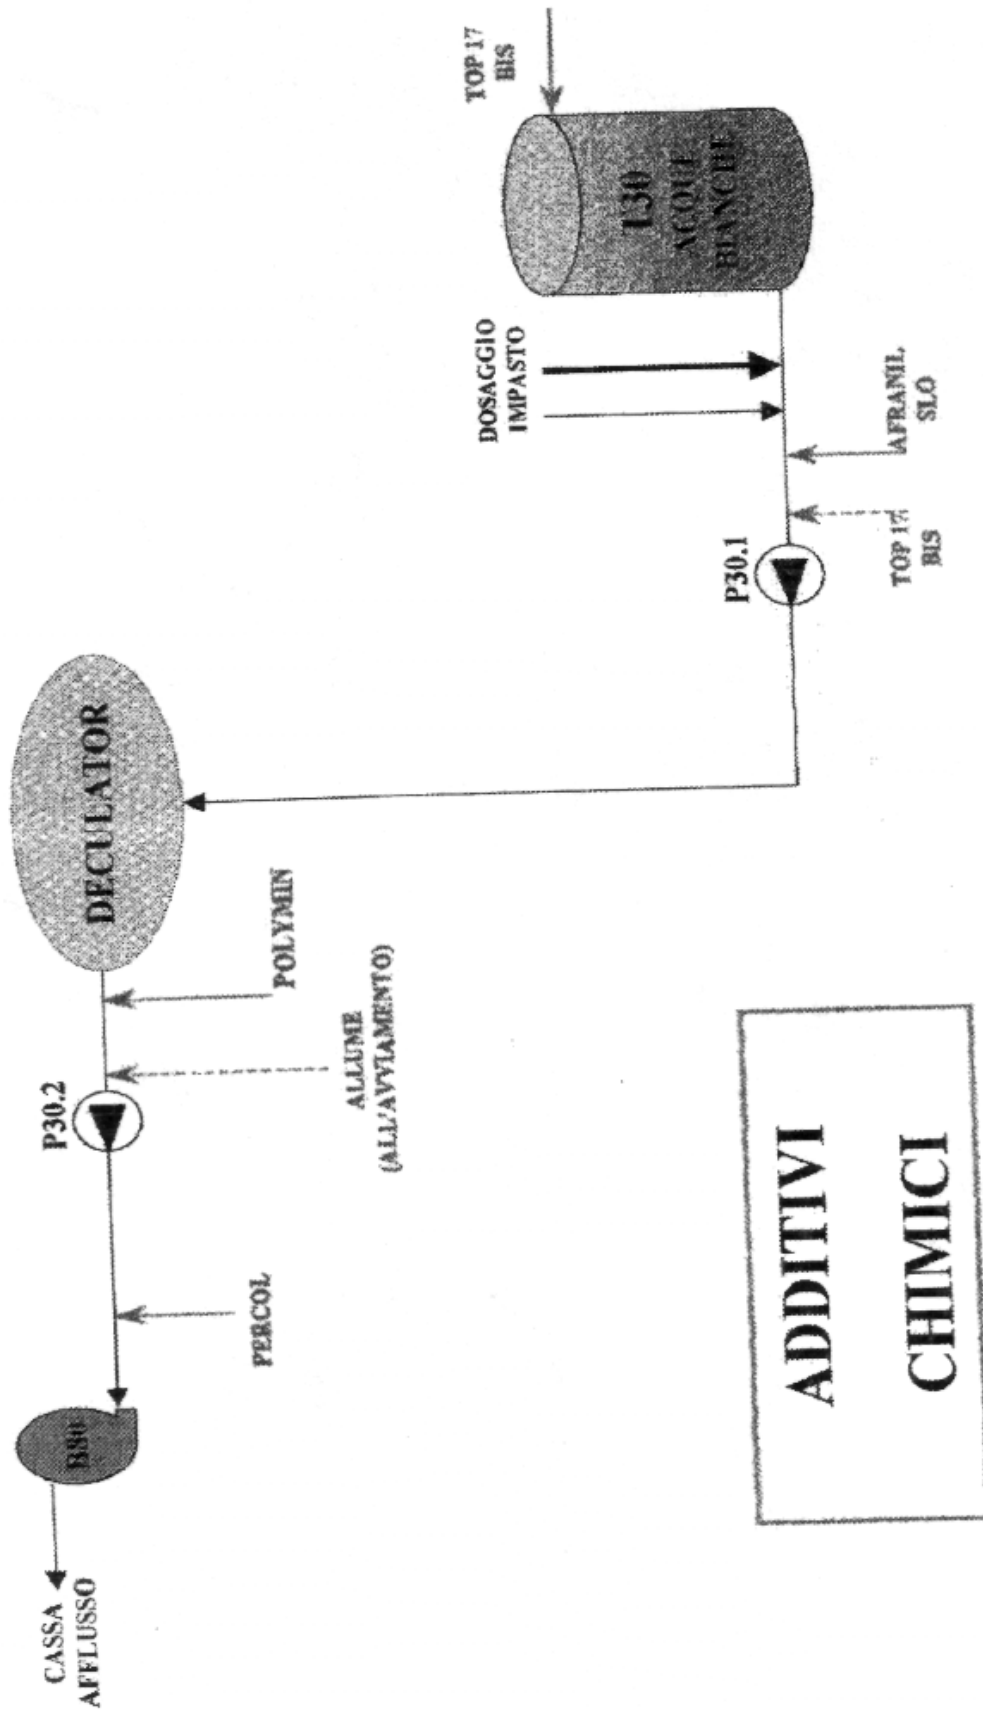 CASSA
AFFLUSSO
B80
PERCOL
P30.2
ALLUME
(ALL'AVVIAMENTO)
POLYMIN
DECULATOR
P30.1
TOP 17
BIS
AFRANIL
SLO
DOSAGGIO
IMPASTO
T30
ACQUE
BIANCHE
TOP 17
BIS
ADDITIVI
CHIMICI